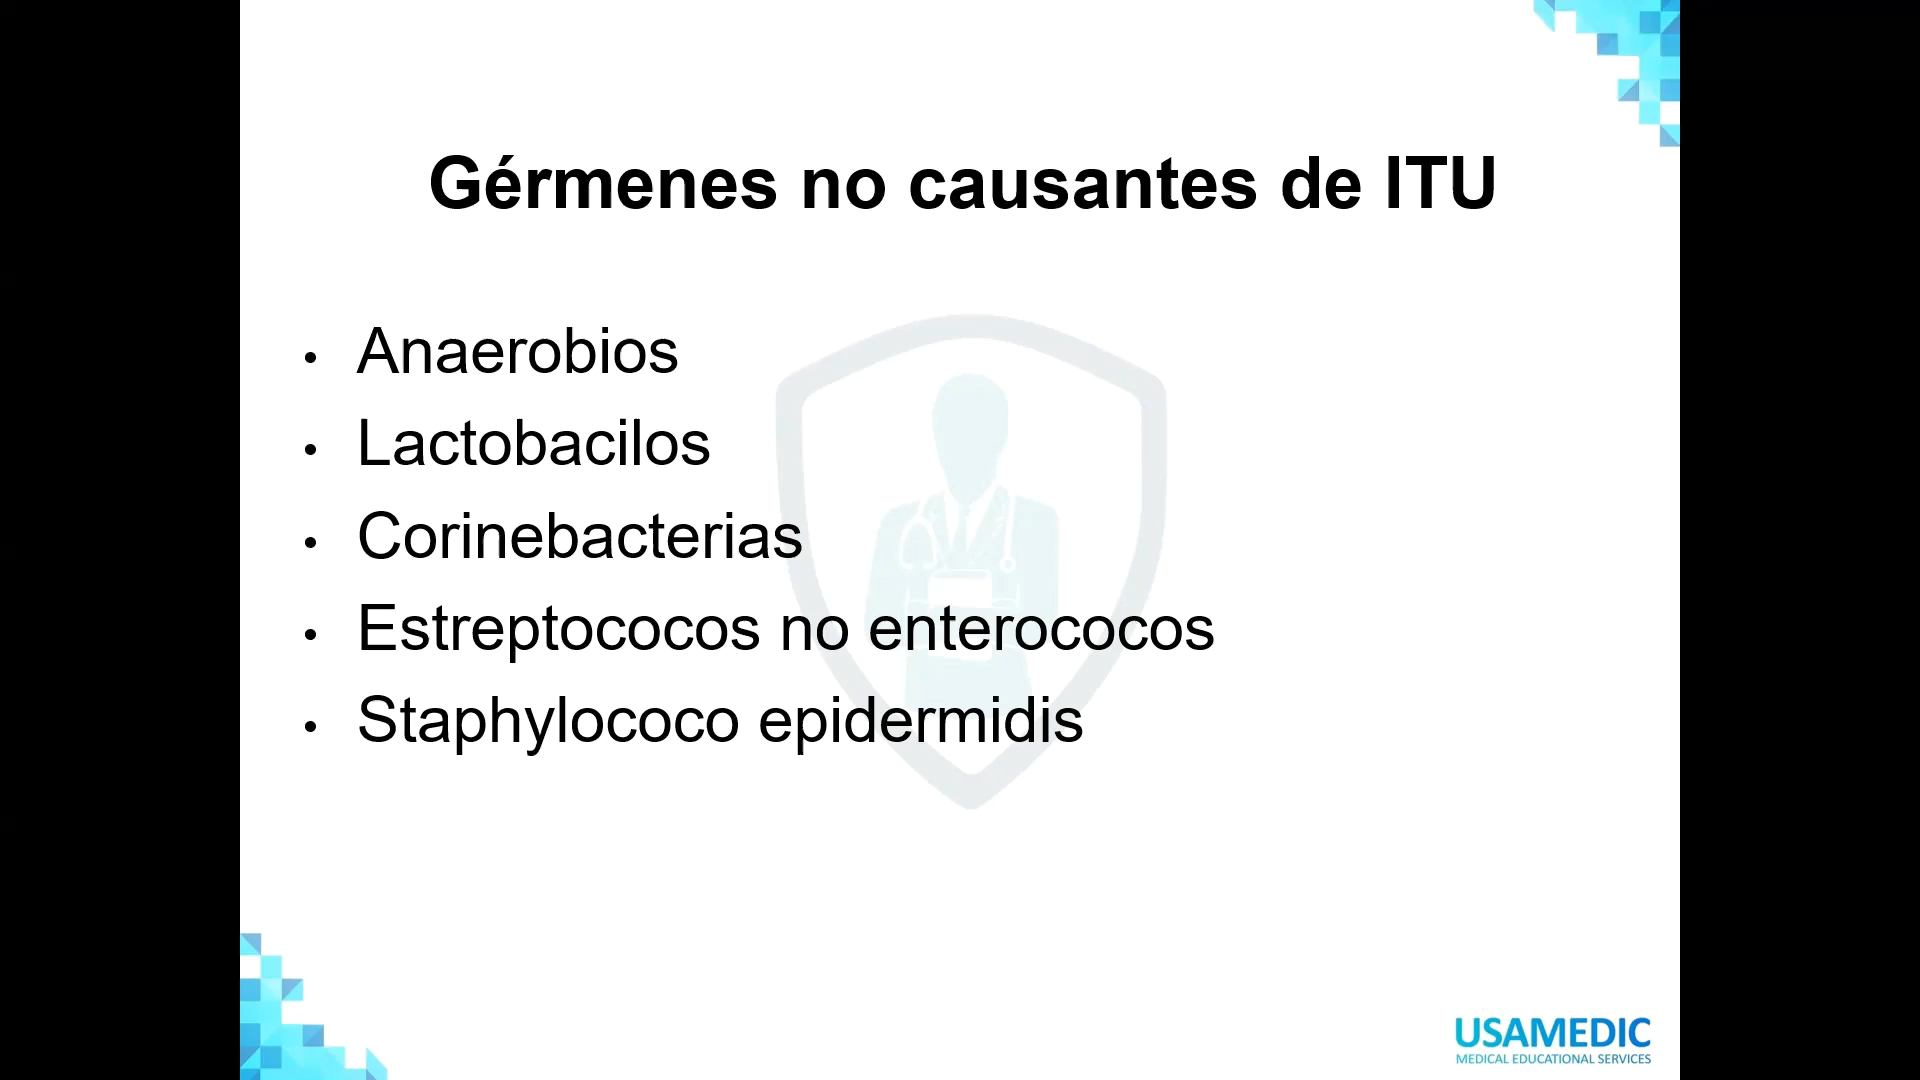 Gérmenes no causantes de ITU
• Anaerobios
• Lactobacilos
• Corinebacterias
• Estreptococos no enterococos
• Staphylococo epidermidis
USAMEDIC
MEDICAL EDUCATIONAL SERVICES